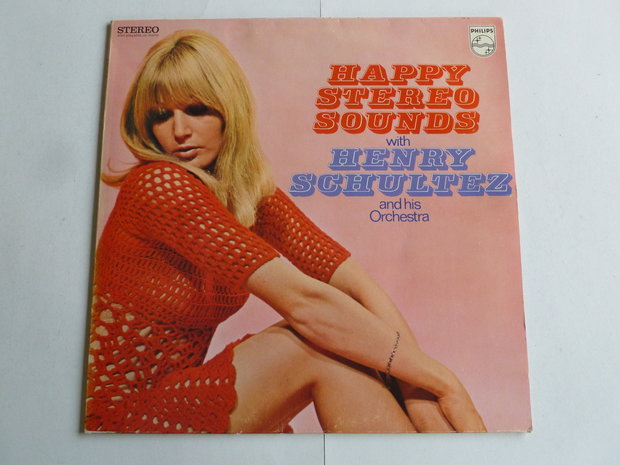 STEREO
PHILIPS
HAPPY
STEREO
SOUNDS
with
HENRY
SCHULTEZ
and his
Orchestra